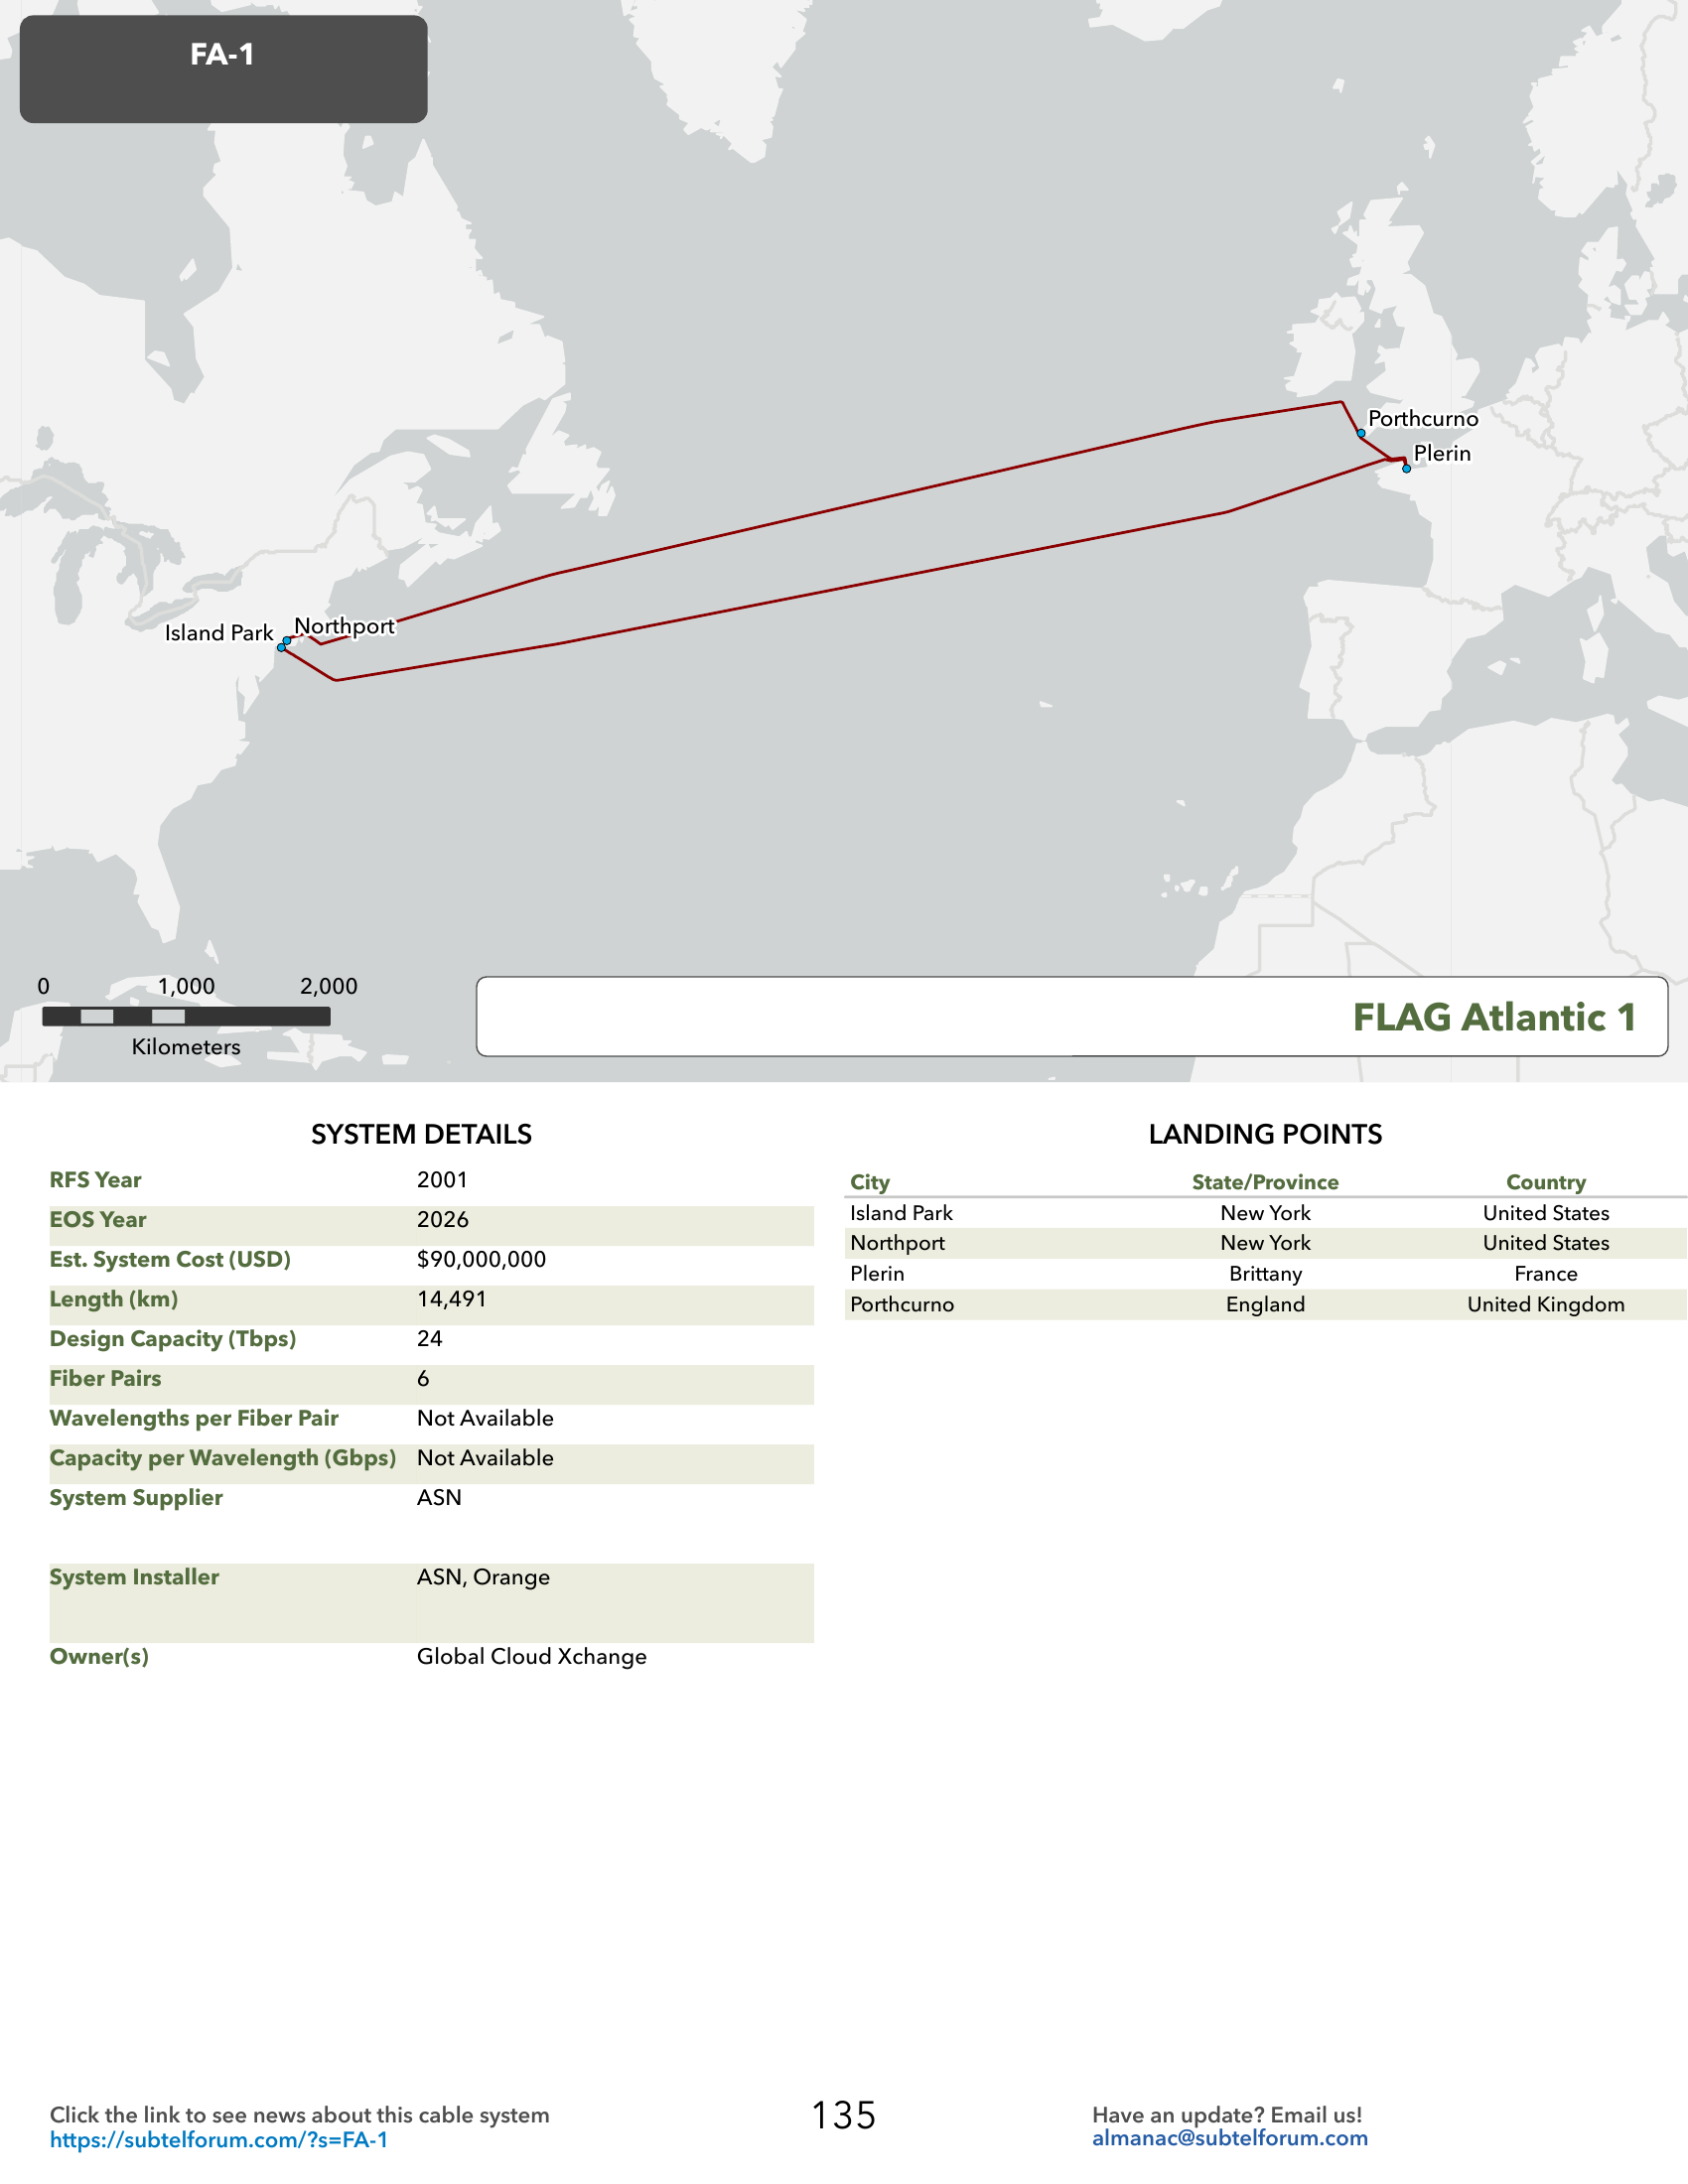 FA-1
Porthcurno
Plerin
Northport
Island Park
0 1,000 2,000
Kilometers
FLAG Atlantic 1
SYSTEM DETAILS
RFS Year 2001
EOS Year 2026
Est. System Cost (USD) $90,000,000
Length (km) 14,491
Design Capacity (Tbps) 24
Fiber Pairs 6
Wavelengths per Fiber Pair Not Available
Capacity per Wavelength (Gbps) Not Available
System Supplier ASN
System Installer ASN, Orange
Owner(s) Global Cloud Xchange
LANDING POINTS
City State/Province Country
Island Park New York United States
Northport New York United States
Plerin Brittany France
Porthcurno England United Kingdom
Click the link to see news about this cable system
https://subtelforum.com/?s=FA-1
135
Have an update? Email us!
almanac@subtelforum.com